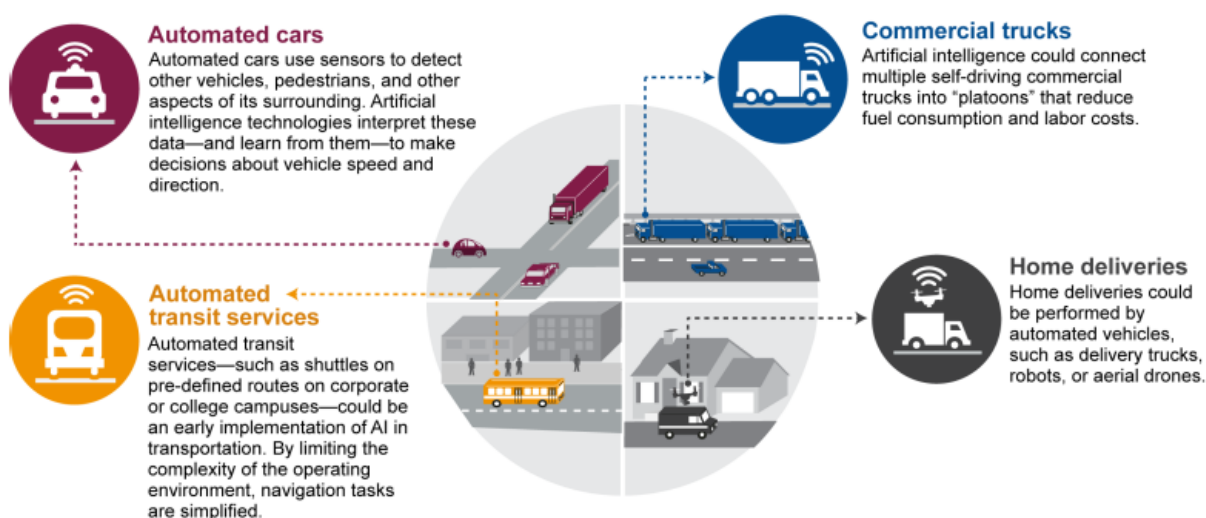 Automated cars
Automated cars use sensors to detect
other vehicles, pedestrians, and other
aspects of its surrounding. Artificial
intelligence technologies interpret these
data—and learn from them—to make
decisions about vehicle speed and
direction.
Commercial trucks
Artificial intelligence could connect
multiple self-driving commercial
trucks into “platoons” that reduce
fuel consumption and labor costs.
Automated
transit services
Automated transit
services—such as shuttles on
pre-defined routes on corporate
or college campuses—could be
an early implementation of AI in
transportation. By limiting the
complexity of the operating
environment, navigation tasks
are simplified.
Home deliveries
Home deliveries could
be performed by
automated vehicles,
such as delivery trucks,
robots, or aerial drones.